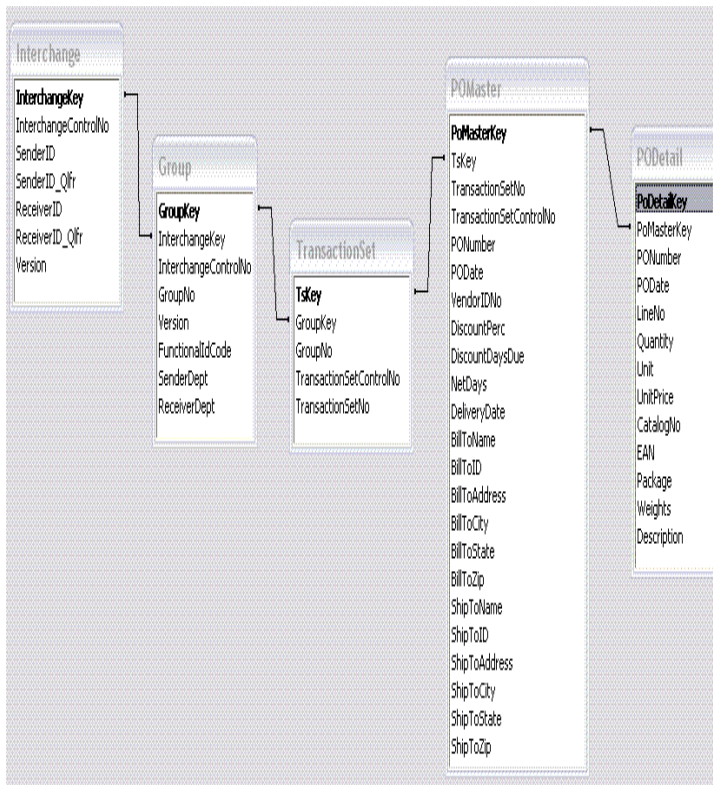 Interchange
InterchangeKey
InterchangeControlNo
SenderID
SenderID_Qlfr
ReceiverID
ReceiverID_Qlfr
Version
Group
GroupKey
InterchangeKey
InterchangeControlNo
GroupNo
Version
FunctionalIdCode
SenderDept
ReceiverDept
TransactionSet
TsKey
GroupKey
GroupNo
TransactionSetControlNo
TransactionSetNo
POMaster
PoMasterKey
TsKey
TransactionSetNo
TransactionSetControlNo
PONumber
PODate
VendorIDNo
DiscountPerc
DiscountDaysDue
NetDays
DeliveryDate
BillToName
BillToID
BillToAddress
BillToCity
BillToState
BillToZip
ShipToName
ShipToID
ShipToAddress
ShipToCity
ShipToState
ShipToZip
PODetail
PoDetailKey
PoMasterKey
PONumber
PODate
LineNo
Quantity
Unit
UnitPrice
CatalogNo
EAN
Package
Weights
Description